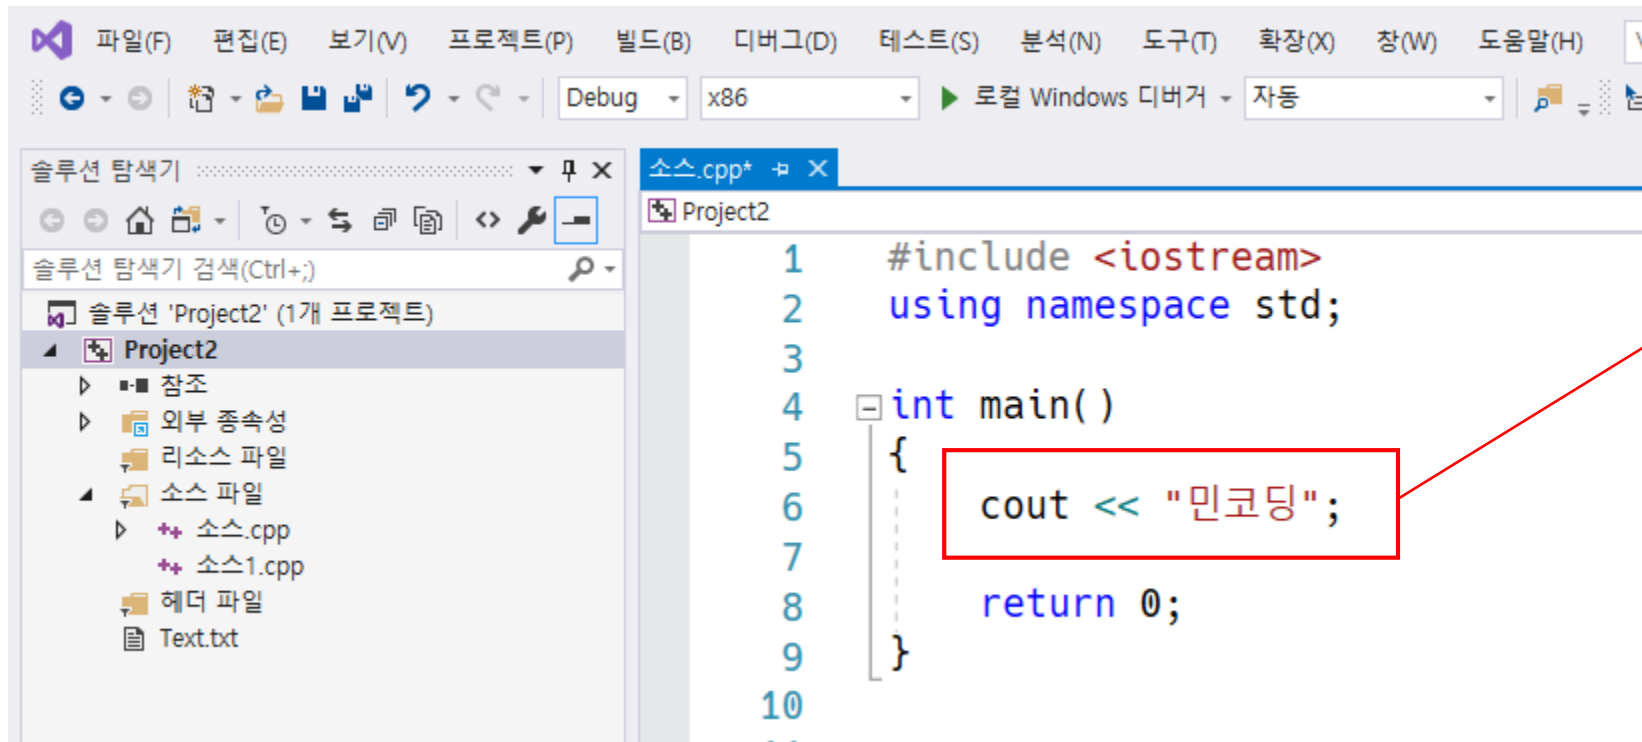 파일(F) 편집(E) 보기(V) 프로젝트(P) 빌드(B) 디버그(D) 테스트(S) 분석(N) 도구(T) 확장(X) 창(W) 도움말(H)
Debug x86 로컬 Windows 디버거 자동
솔루션 탐색기
솔루션 탐색기 검색(Ctrl+;)
솔루션 'Project2' (1개 프로젝트)
Project2
참조
외부 종속성
리소스 파일
소스 파일
소스.cpp
소스1.cpp
헤더 파일
Text.txt
소스.cpp*
Project2
1 #include <iostream>
2 using namespace std;
3
4 int main()
5 {
6 cout << "민코딩";
7
8 return 0;
9 }
10